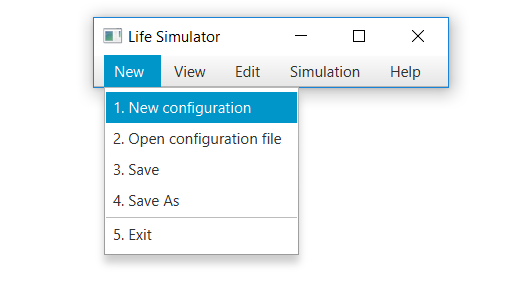 Life Simulator
New View Edit Simulation Help
1. New configuration
2. Open configuration file
3. Save
4. Save As
5. Exit